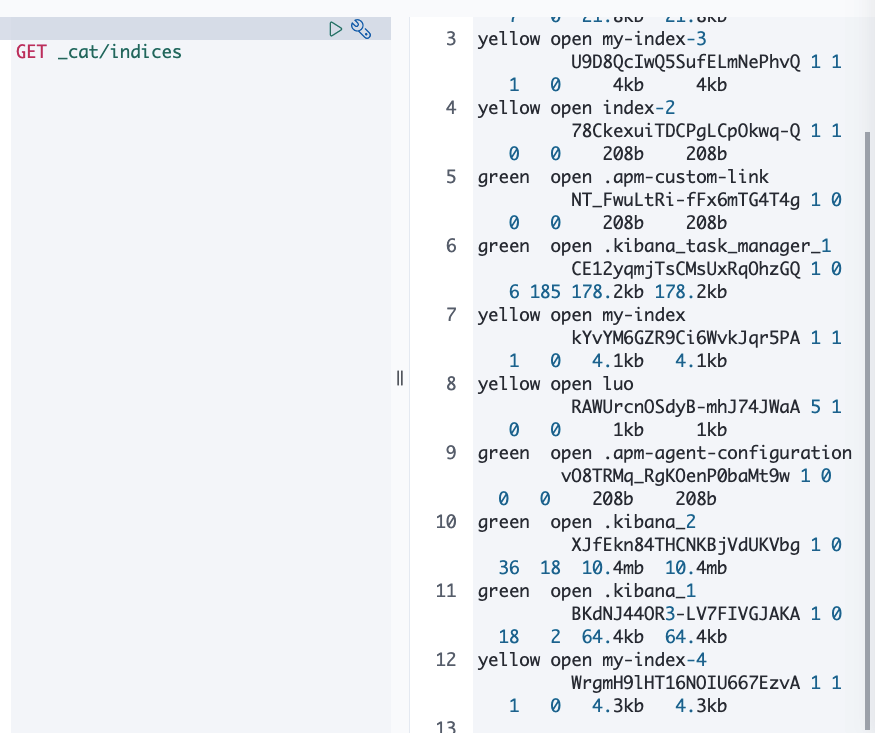 GET _cat/indices
3 yellow open my-index-3
U9D8QcIwQ5SufELmNePhvQ 1 1
1 0 4kb 4kb
4 yellow open index-2
78CkexuiTDCPgLCpOkwq-Q 1 1
0 0 208b 208b
5 green open .apm-custom-link
NT_FwuLtRi-fFx6mTG4T4g 1 0
0 0 208b 208b
6 green open .kibana_task_manager_1
CE12yqmjTsCMsUxRqOhzGQ 1 0
6 185 178.2kb 178.2kb
7 yellow open my-index
kYvYM6GZR9Ci6WvkJqr5PA 1 1
1 0 4.1kb 4.1kb
8 yellow open luo
RAWUrcnOSdyB-mhJ74JWaA 5 1
0 0 1kb 1kb
9 green open .apm-agent-configuration
vO8TRMq_RgKOenP0baMt9w 1 0
0 0 208b 208b
10 green open .kibana_2
XJfEkn84THCNKBjVdUKVbg 1 0
36 18 10.4mb 10.4mb
11 green open .kibana_1
BKdNJ44OR3-LV7FIVGJAKA 1 0
18 2 64.4kb 64.4kb
12 yellow open my-index-4
WrgmH9lHT16NOIU667EzvA 1 1
1 0 4.3kb 4.3kb
13